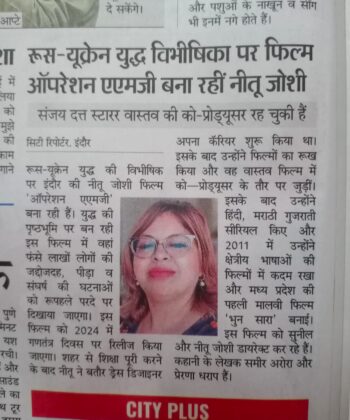 आप्टे
दे सकेंगे।
और पशुओं के नाखून व सींग
भी इनमें नगे होते हैं।
रूस-यूक्रेन युद्ध विभीषिका पर फिल्म
ऑपरेशन एएमजी बना रहीं नीतू जोशी
संजय दत्त स्टारर वास्तव की को-प्रोड्यूसर रह चुकी हैं
सिटी रिपोर्टर. इंदौर
रूस-यूक्रेन युद्ध की विभीषिक
पर इंदौर की नीतू जोशी फिल्म
'ऑपरेशन एएमजी'
बना रही हैं। युद्ध की
पृष्ठभूमि पर बन रही
इस फिल्म में वहां
फंसे लाखों लोगों की
जद्दोजहद, पीड़ा व
संघर्ष की घटनाओं
को रूपहले परदे पर
दिखाया जाएगा। इस
फिल्म को 2024 में
गणतंत्र दिवस पर रिलीज किया
जाएगा। शहर से शिक्षा पूरी करने
के बाद नीतू ने बतौर ड्रेस डिजाइनर
अपना कॅरियर शुरू किया था।
इसके बाद उन्होंने फिल्मों का रूख
किया और वह वास्तव फिल्म में
को—प्रोड्यूसर के तौर पर जुड़ीं।
इसके बाद उन्होंने
हिंदी, मराठी गुजराती
सीरियल किए और
2011 में उन्होंने
क्षेत्रीय भाषाओं की
फिल्मों में कदम रखा
और मध्य प्रदेश की
पहली मालवी फिल्म
'भुन सारा' बनाई।
इस फिल्म को सुनील
और नीतू जोशी डायरेक्ट कर रहे हैं।
कहानी के लेखक समीर अरोरा और
प्रेरणा धराप हैं।
CITY PLUS